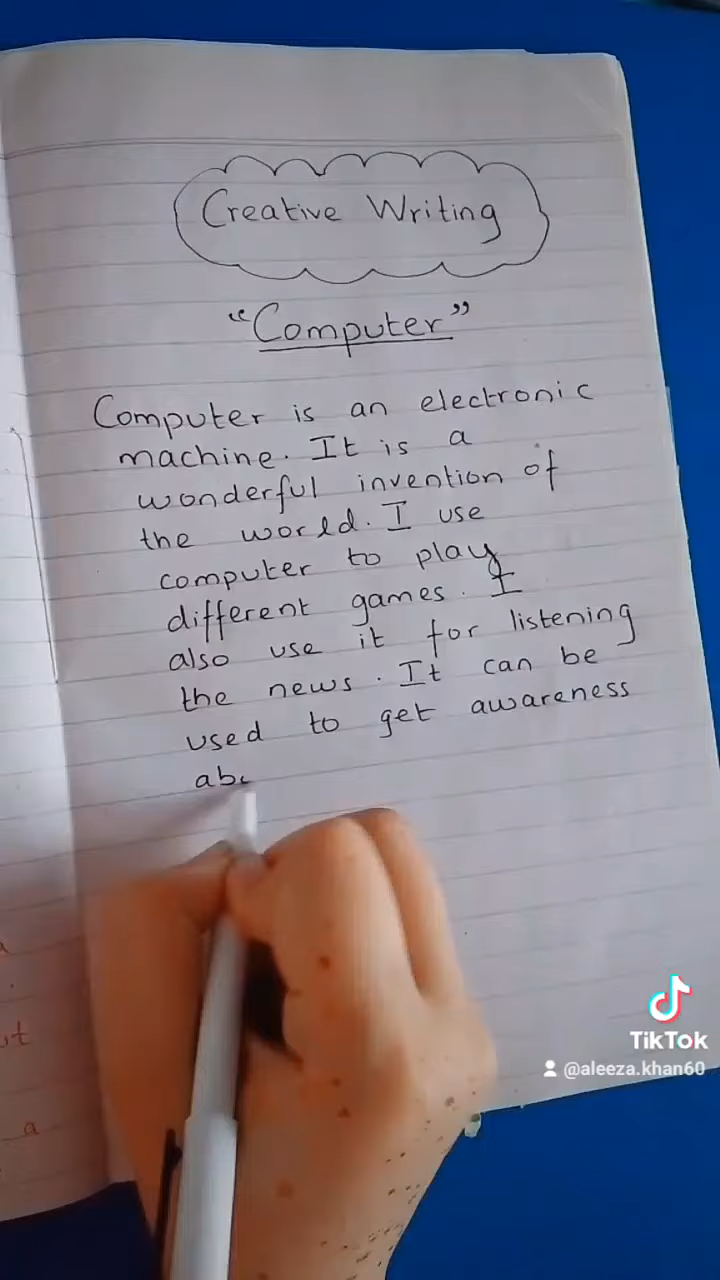 Creative Writing
"Computer"
Computer is an electronic
machine. It is a
wonderful invention of
the world. I use
computer to play
different games. I
also use it for listening
the news. It can be
used to get awareness
ab
a
TikTok
@aleeza.khan60